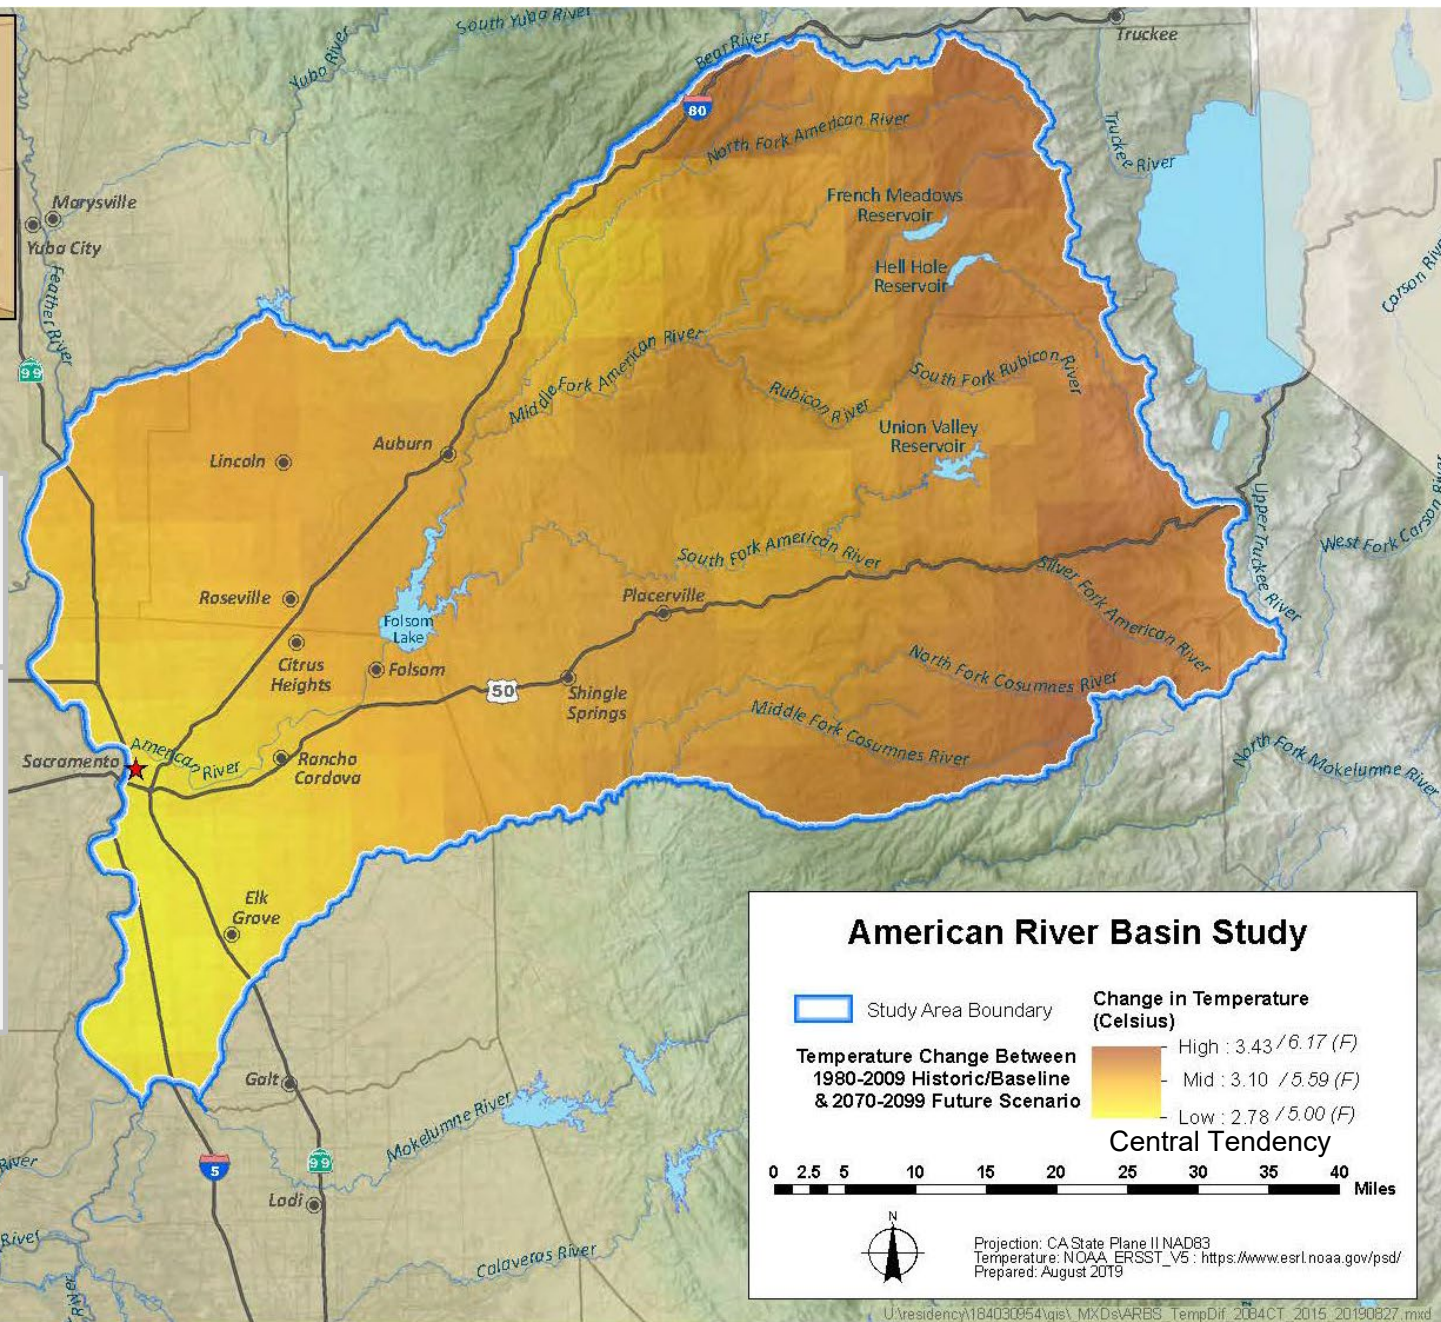 South Yuba River
Truckee
Yuba River
Bear River
80
North Fork American River
Truckee River
Marysville
Yuba City
Feather River
French Meadows
Reservoir
Hell Hole
Reservoir
Carson River
99
Middle Fork American River
South Fork Rubicon River
Rubicon River
Auburn
Lincoln
Union Valley
Reservoir
Upper Truckee River
West Fork Carson River
South Fork American River
Silver Fork American River
Roseville
Folsom
Lake
Placerville
Citrus
Heights
Folsom
North Fork Cosumnes River
50
Shingle
Springs
Middle Fork Cosumnes River
Sacramento
American River
Rancho
Cordova
North Fork Mokelumne River
Elk
Grove
Galt
Mokelumne River
River
5
99
Lodi
River
Calaveras River
River
American River Basin Study
Study Area Boundary
Change in Temperature
(Celsius)
Temperature Change Between
1980-2009 Historic/Baseline
& 2070-2099 Future Scenario
High : 3.43 / 6.17 (F)
Mid : 3.10 / 5.59 (F)
Low : 2.78 / 5.00 (F)
Central Tendency
0 2.5 5 10 15 20 25 30 35 40
Miles
N
Projection: CA State Plane II NAD83
Temperature: NOAA_ERSST_V5 : https://www.esrl.noaa.gov/psd/
Prepared: August 2019
U:\residency\184030954\gis\_MXDs\ARBS_TempDif_2084CT_2015_20190827.mxd